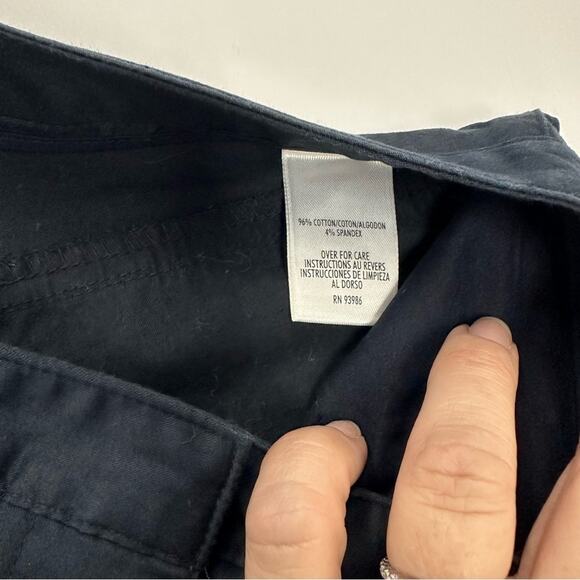 96% COTTON/COTON/ALGODON
4% SPANDEX
OVER FOR CARE
INSTRUCTIONS AU REVERS
INSTRUCCIONES DE LIMPIEZA
AL DORSO
RN 93986